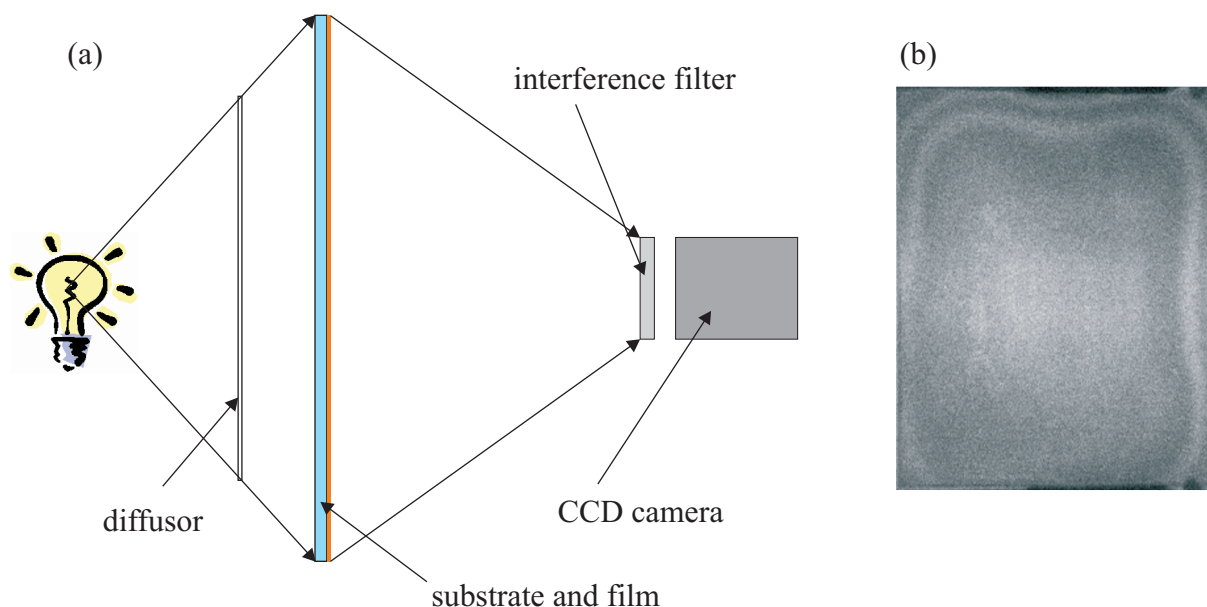 (a)
interference filter
(b)
diffusor
CCD camera
substrate and film